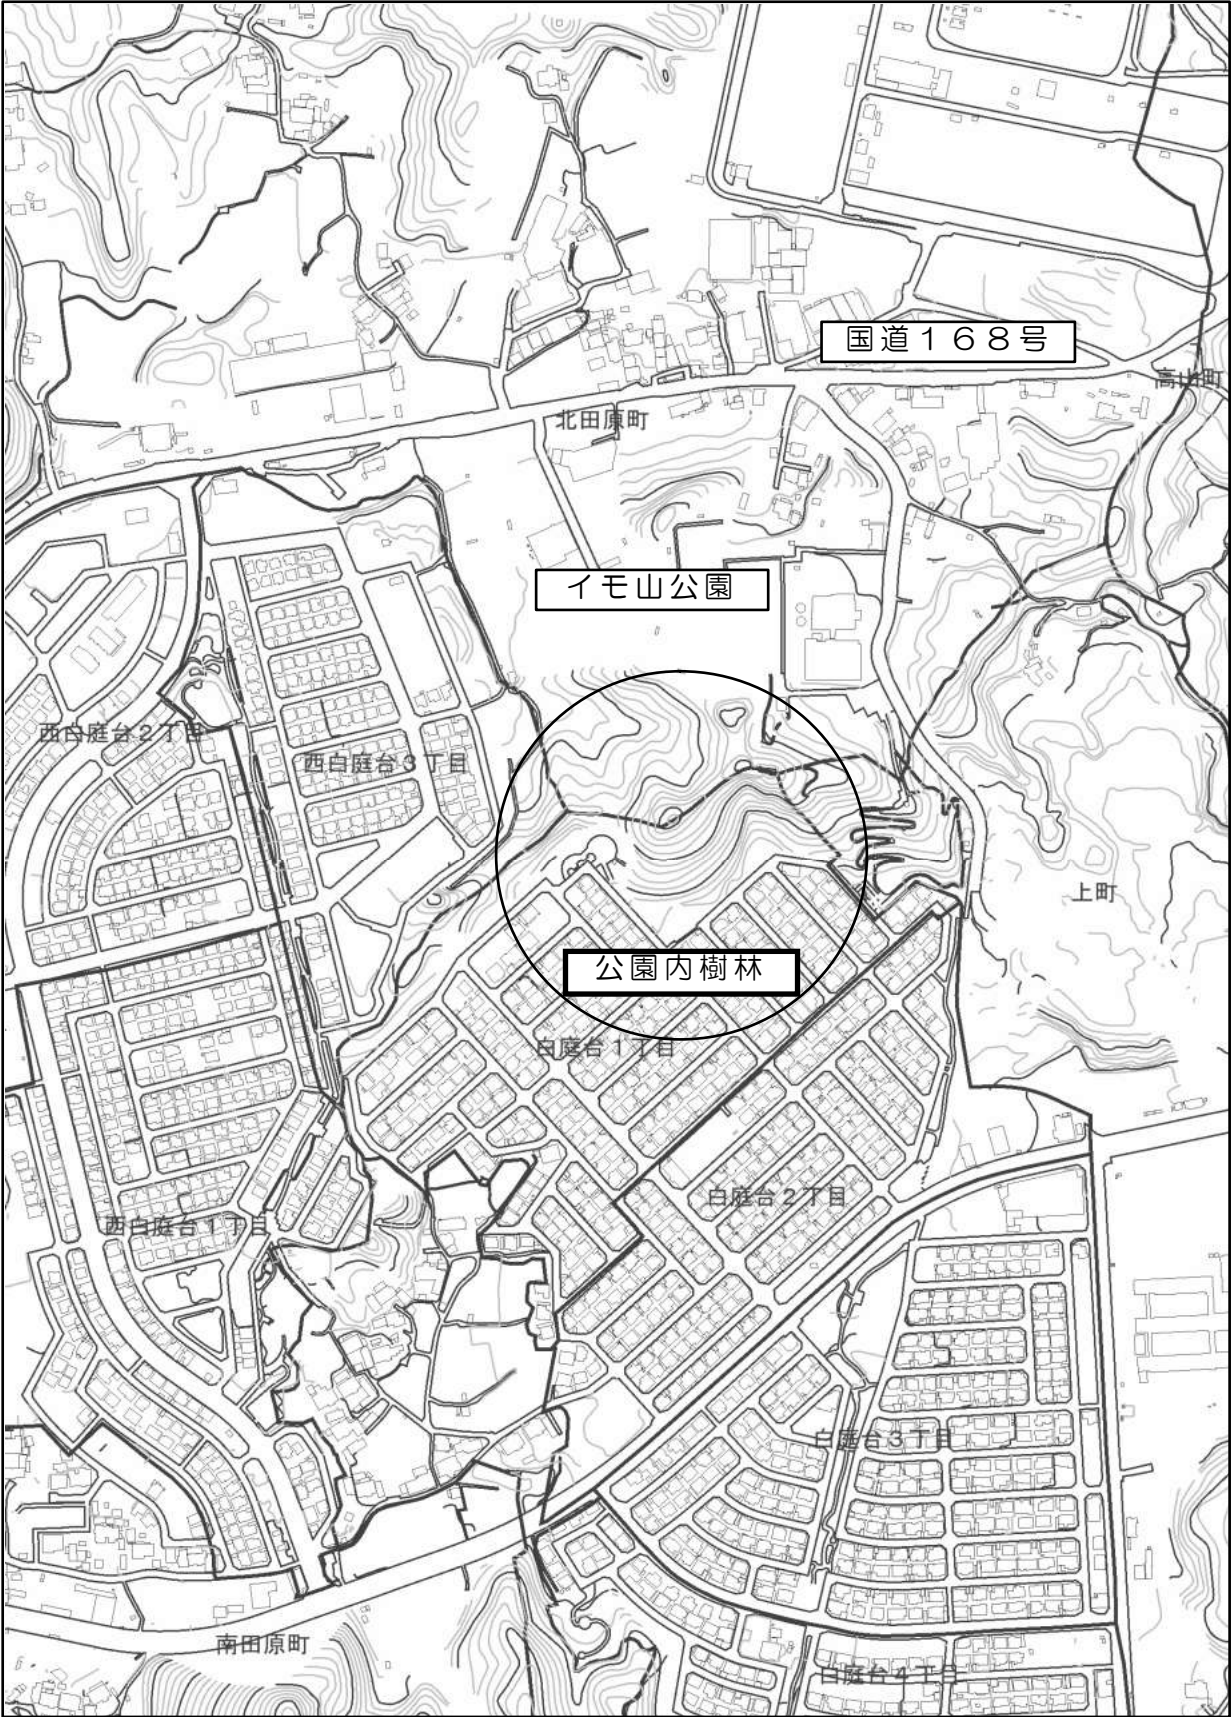 国道１６８号
高山町
北田原町
イモ山公園
西白庭台２丁目
西白庭台３丁目
上町
公園内樹林
白庭台１丁目
白庭台２丁目
西白庭台１丁目
白庭台３丁目
南田原町
白庭台４丁目